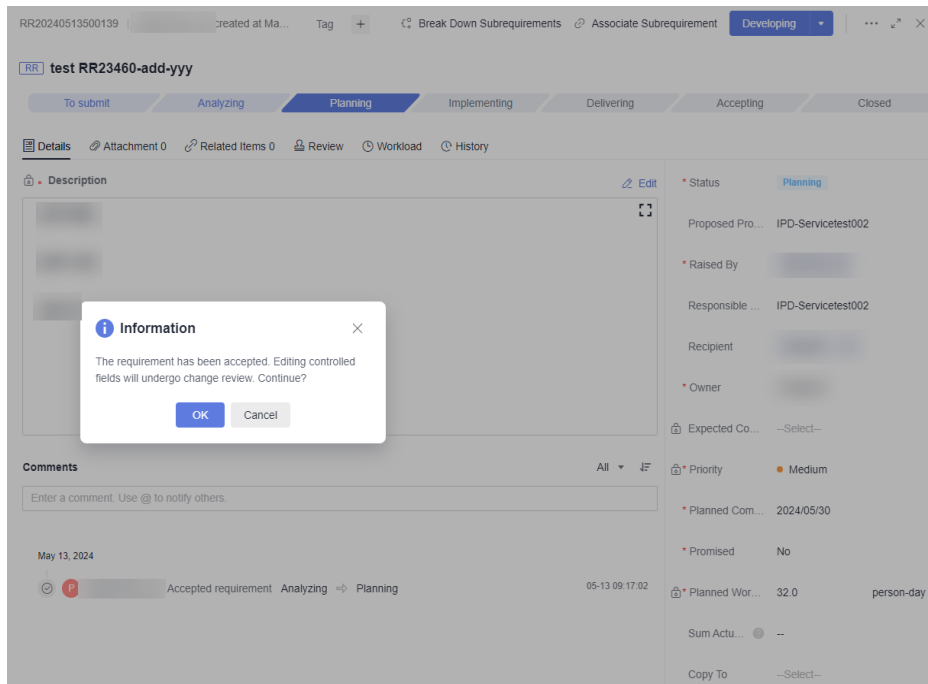 RR20240513500139 created at Ma... Tag + Break Down Subrequirements Associate Subrequirement Developing ...
RR test RR23460-add-yyy
To submit Analyzing Planning Implementing Delivering Accepting Closed
Details Attachment 0 Related Items 0 Review Workload History
Description Edit
* Status Planning
Proposed Pro... IPD-Servicetest002
* Raised By
Responsible ... IPD-Servicetest002
Recipient
* Owner
Expected Co... --Select--
* Priority Medium
* Planned Com... 2024/05/30
* Promised No
* Planned Wor... 32.0 person-day
Sum Actu... ? --
Copy To --Select--
Information
The requirement has been accepted. Editing controlled
fields will undergo change review. Continue?
OK Cancel
Comments All
Enter a comment. Use @ to notify others.
May 13, 2024
P Accepted requirement Analyzing Planning 05-13 09:17:02